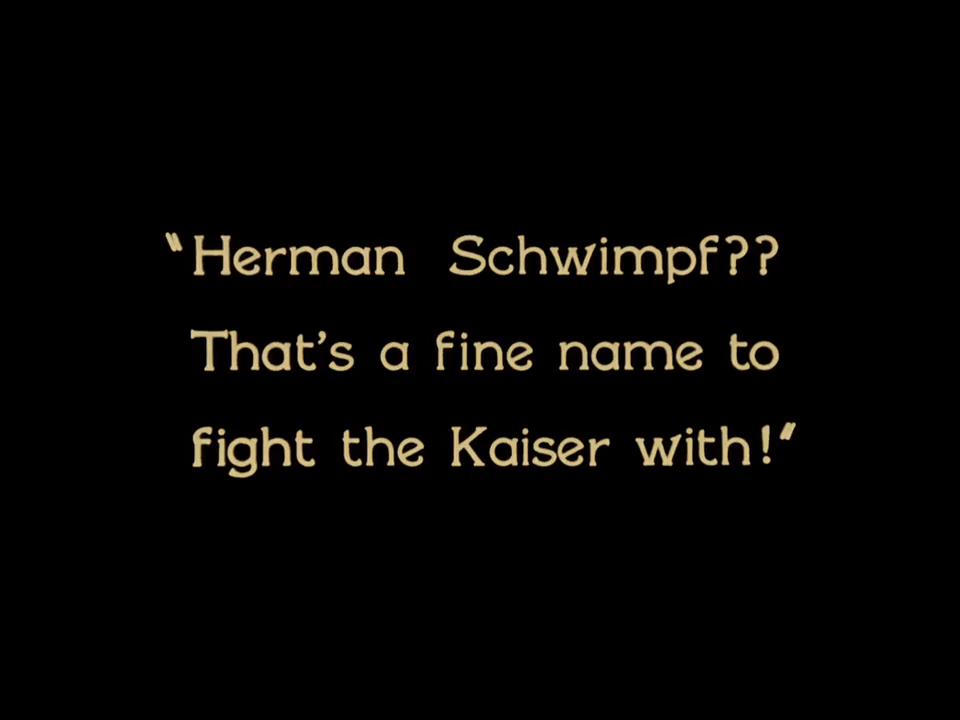 "Herman Schwimpf??
That's a fine name to
fight the Kaiser with!"